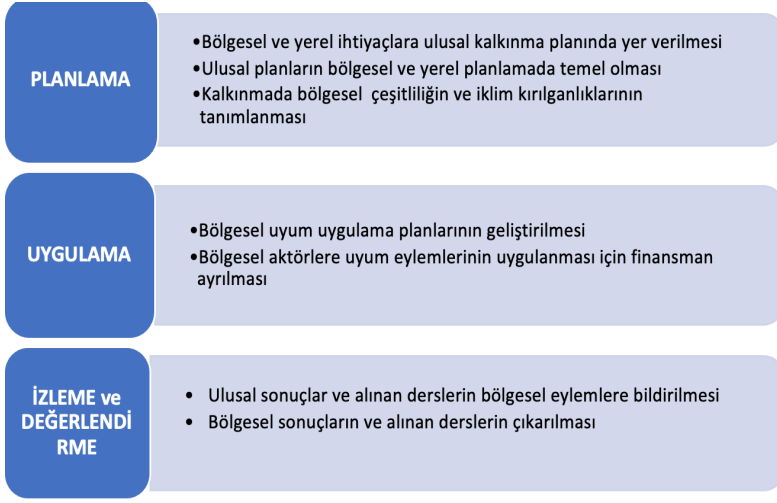 PLANLAMA
•Bölgesel ve yerel ihtiyaçlara ulusal kalkınma planında yer verilmesi
•Ulusal planların bölgesel ve yerel planlamada temel olması
•Kalkınmada bölgesel  çeşitliliğin ve iklim kırılganlıklarının
tanımlanması
UYGULAMA
•Bölgesel uyum uygulama planlarının geliştirilmesi
•Bölgesel aktörlere uyum eylemlerinin uygulanması için finansman
ayrılması
İZLEME ve
DEĞERLENDİ
RME
• Ulusal sonuçlar ve alınan derslerin bölgesel eylemlere bildirilmesi
• Bölgesel sonuçların ve alınan derslerin çıkarılması